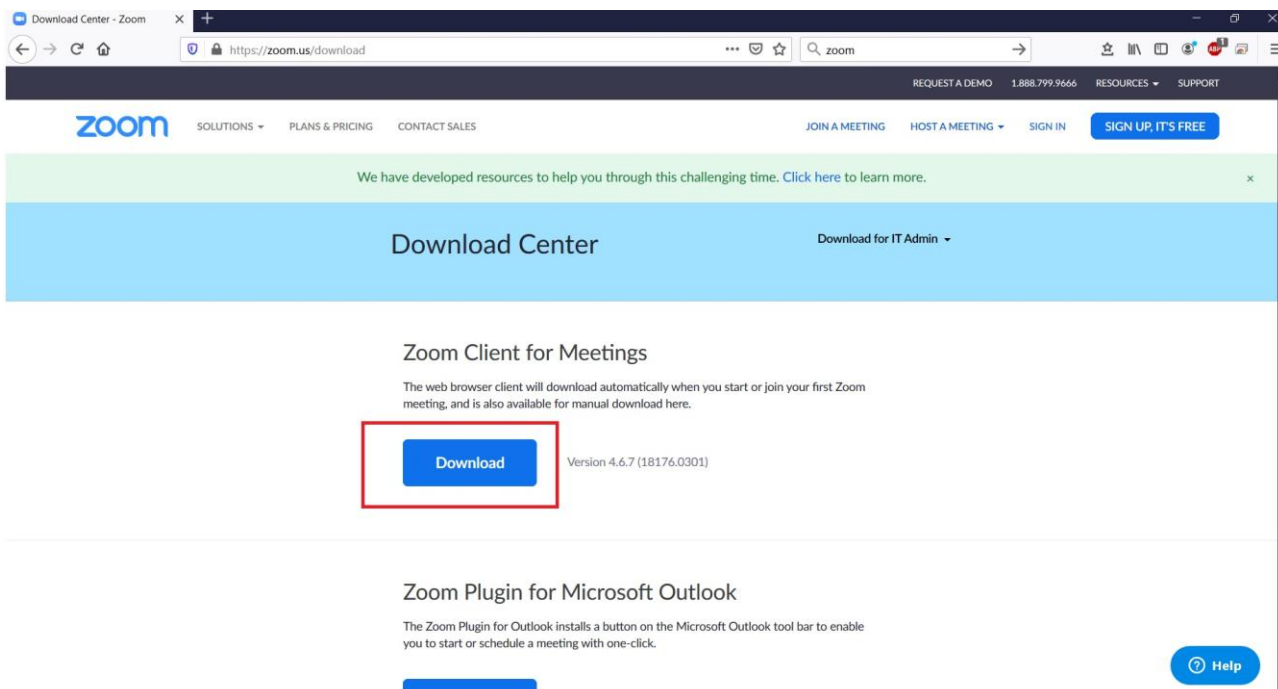 Download Center - Zoom
https://zoom.us/download
zoom
REQUEST A DEMO 1.888.799.9666 RESOURCES SUPPORT
zoom SOLUTIONS PLANS & PRICING CONTACT SALES JOIN A MEETING HOST A MEETING SIGN IN SIGN UP, IT'S FREE
We have developed resources to help you through this challenging time. Click here to learn more.
Download Center Download for IT Admin
Zoom Client for Meetings
The web browser client will download automatically when you start or join your first Zoom
meeting, and is also available for manual download here.
Download Version 4.6.7 (18176.0301)
Zoom Plugin for Microsoft Outlook
The Zoom Plugin for Outlook installs a button on the Microsoft Outlook tool bar to enable
you to start or schedule a meeting with one-click.
Help